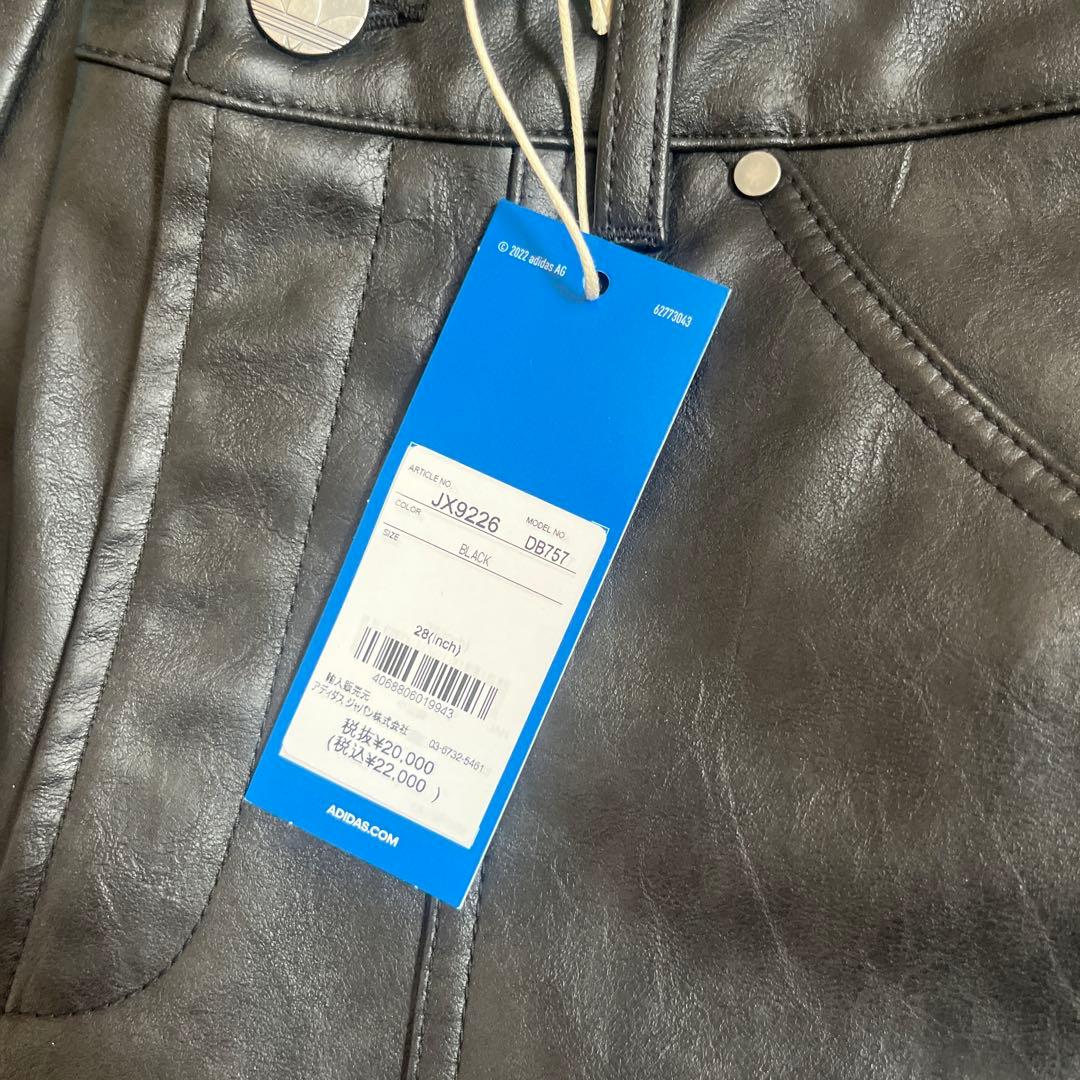 © 2022 adidas AG
62773043
ARTICLE NO.
JX9226
MODEL NO.
DB757
COLOR
BLACK
SIZE
28(inch)
4068806019943
輸入販売元
アディダス ジャパン株式会社 03-6732-5461
税抜¥20,000
(税込¥22,000 )
ADIDAS.COM